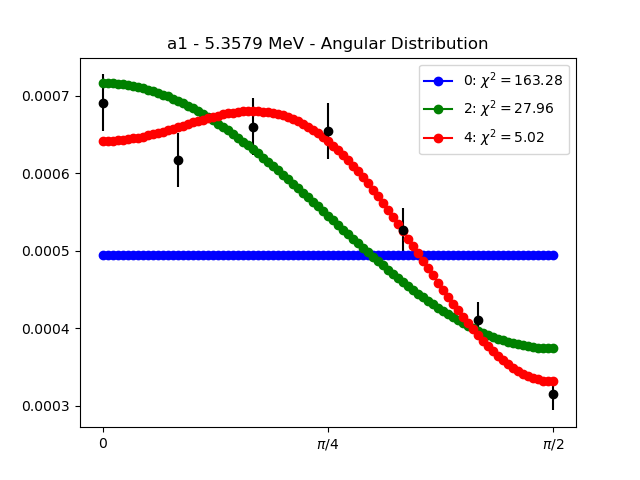 a1 - 5.3579 MeV - Angular Distribution
0: χ² = 163.28
2: χ² = 27.96
4: χ² = 5.02
0.0007
0.0006
0.0005
0.0004
0.0003
0 π/4 π/2